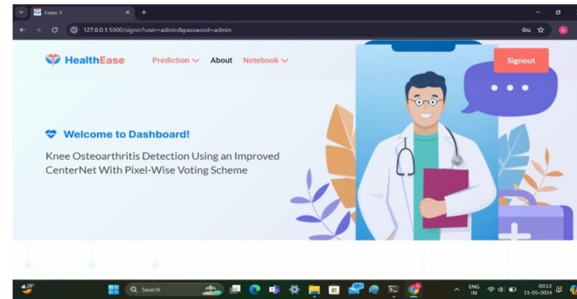 Foxin-1
127.0.0.1:5000/signin?user=admin&password=admin
HealthEase
Prediction
About
Notebook
Signout
Welcome to Dashboard!
Knee Osteoarthritis Detection Using an Improved
CenterNet With Pixel-Wise Voting Scheme
Search
ENG
IN
00:12
11-05-2024